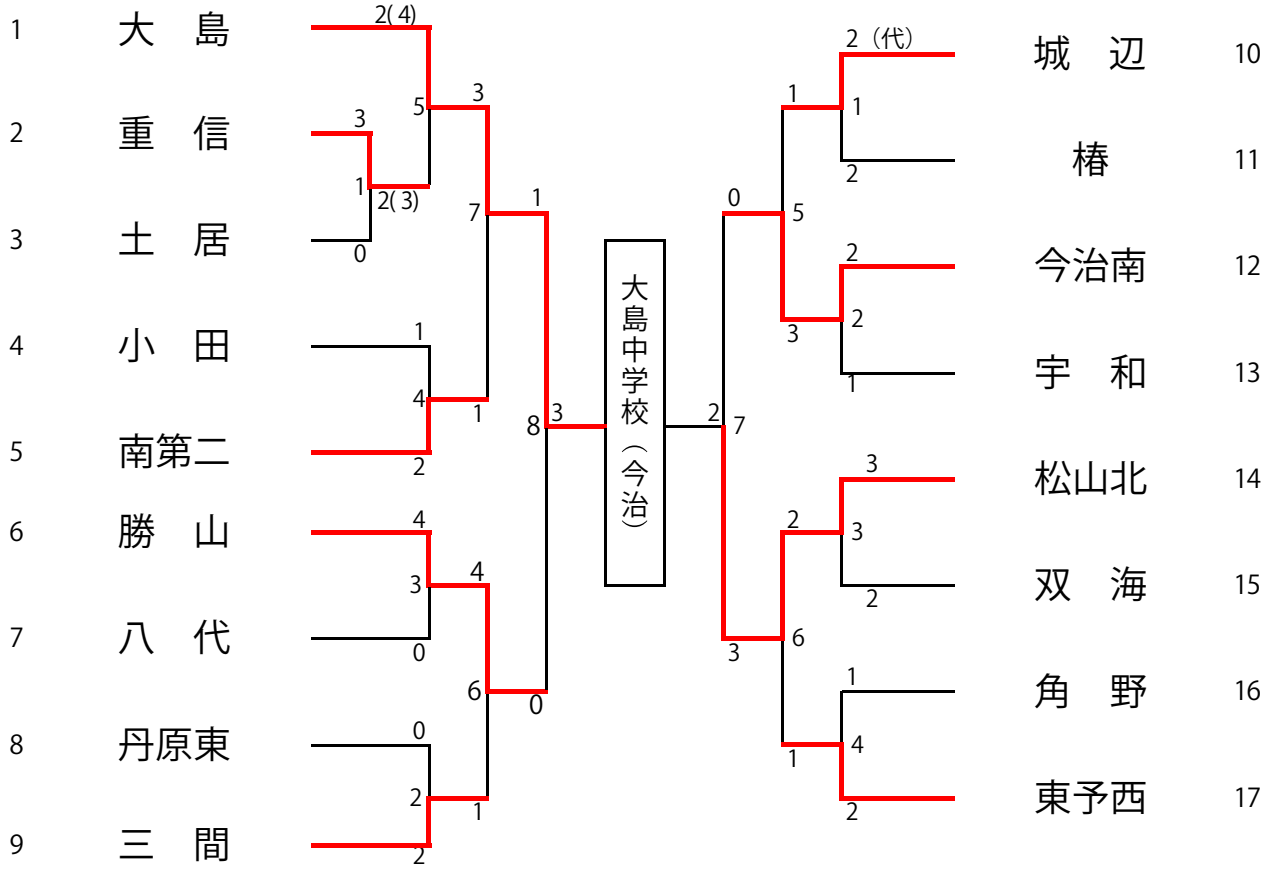 1 大　島 2(4)
2 重　信 3
1 2(3)
3 土　居 0
5 3
4 小　田 1
4 1
5 南第二 2
7 1
6 勝　山 4
3 4
7 八　代 0
6 0
8 丹原東 0
2 1
9 三　間 2
8 3
大島中学校（今治）
2 7
2（代） 城　辺 10
1 1
2 椿 11
0 5
2 今治南 12
3 2
1 宇　和 13
3 松山北 14
2 3
2 双　海 15
3 6
1 角　野 16
1 4
2 東予西 17